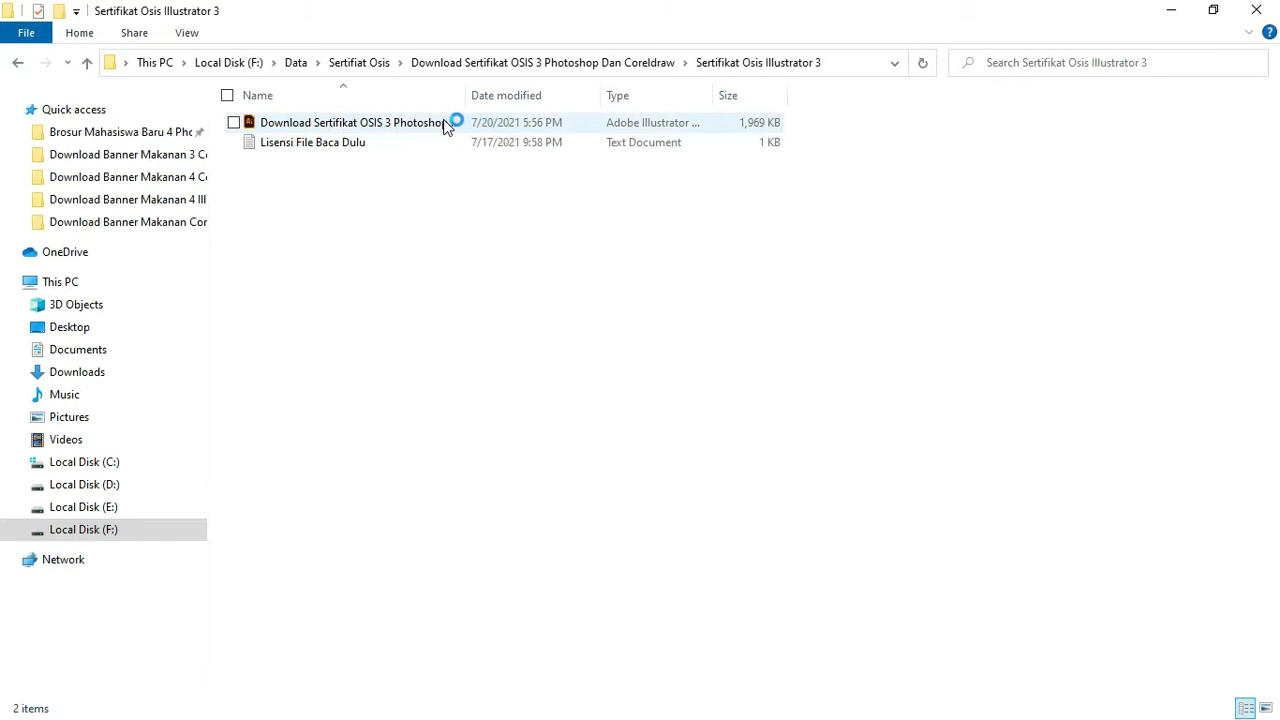 Sertifikat Osis Illustrator 3
File Home Share View
This PC Local Disk (F:) Data Sertifiat Osis Download Sertifikat OSIS 3 Photoshop Dan Coreldraw Sertifikat Osis Illustrator 3
Search Sertifikat Osis Illustrator 3
Name Date modified Type Size
Download Sertifikat OSIS 3 Photoshop 7/20/2021 5:56 PM Adobe Illustrator ... 1,969 KB
Lisensi File Baca Dulu 7/17/2021 9:58 PM Text Document 1 KB
Quick access
Brosur Mahasiswa Baru 4 Phc
Download Banner Makanan 3 Co
Download Banner Makanan 4 Co
Download Banner Makanan 4 Ill
Download Banner Makanan Cor
OneDrive
This PC
3D Objects
Desktop
Documents
Downloads
Music
Pictures
Videos
Local Disk (C:)
Local Disk (D:)
Local Disk (E:)
Local Disk (F:)
Network
2 items